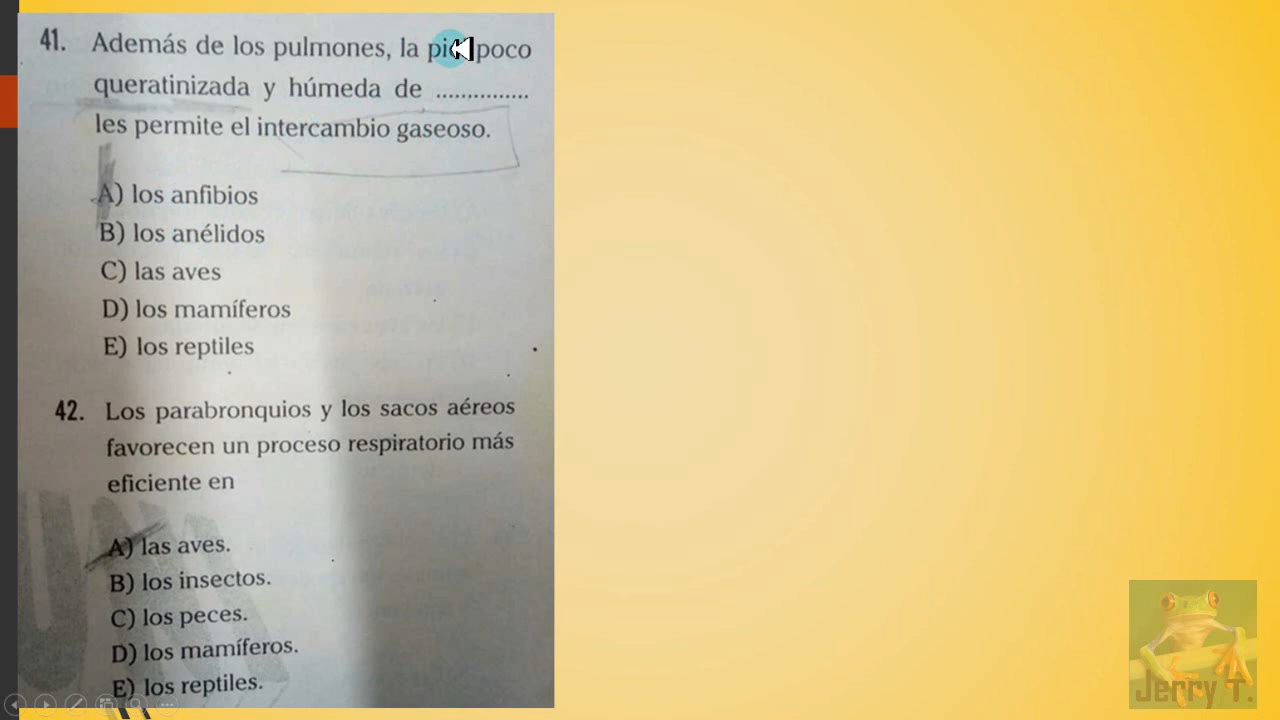 41. Además de los pulmones, la poco
queratinizada y húmeda de ...............
les permite el intercambio gaseoso.
A) los anfibios
B) los anélidos
C) las aves
D) los mamíferos
E) los reptiles
42. Los parabronquios y los sacos aéreos
favorecen un proceso respiratorio más
eficiente en
A) las aves.
B) los insectos.
C) los peces.
D) los mamíferos.
E) los reptiles.
Jerry T.